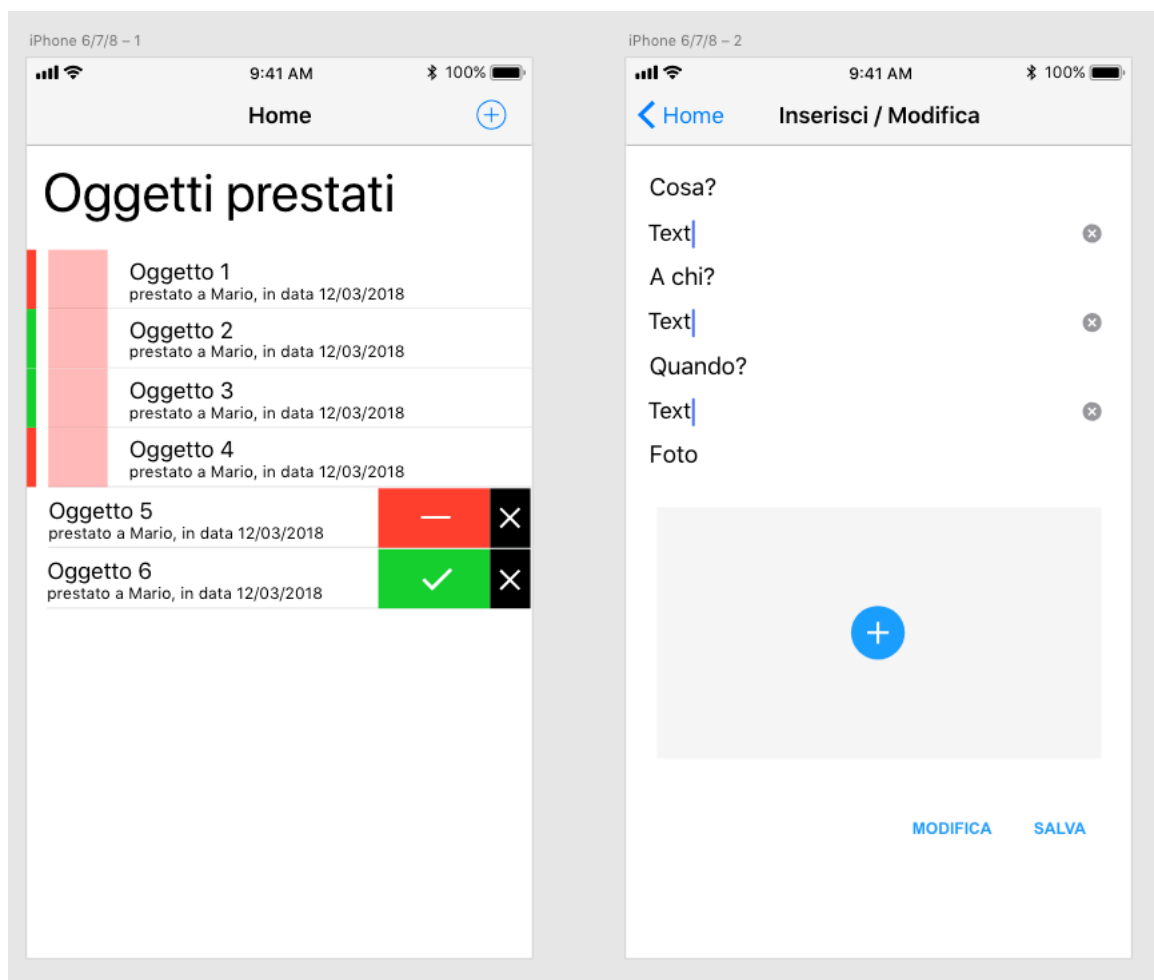 iPhone 6/7/8 – 1
9:41 AM
100%
Home
Oggetti prestati
Oggetto 1
prestato a Mario, in data 12/03/2018
Oggetto 2
prestato a Mario, in data 12/03/2018
Oggetto 3
prestato a Mario, in data 12/03/2018
Oggetto 4
prestato a Mario, in data 12/03/2018
Oggetto 5
prestato a Mario, in data 12/03/2018
Oggetto 6
prestato a Mario, in data 12/03/2018
iPhone 6/7/8 – 2
9:41 AM
100%
Home
Inserisci / Modifica
Cosa?
Text
A chi?
Text
Quando?
Text
Foto
MODIFICA
SALVA